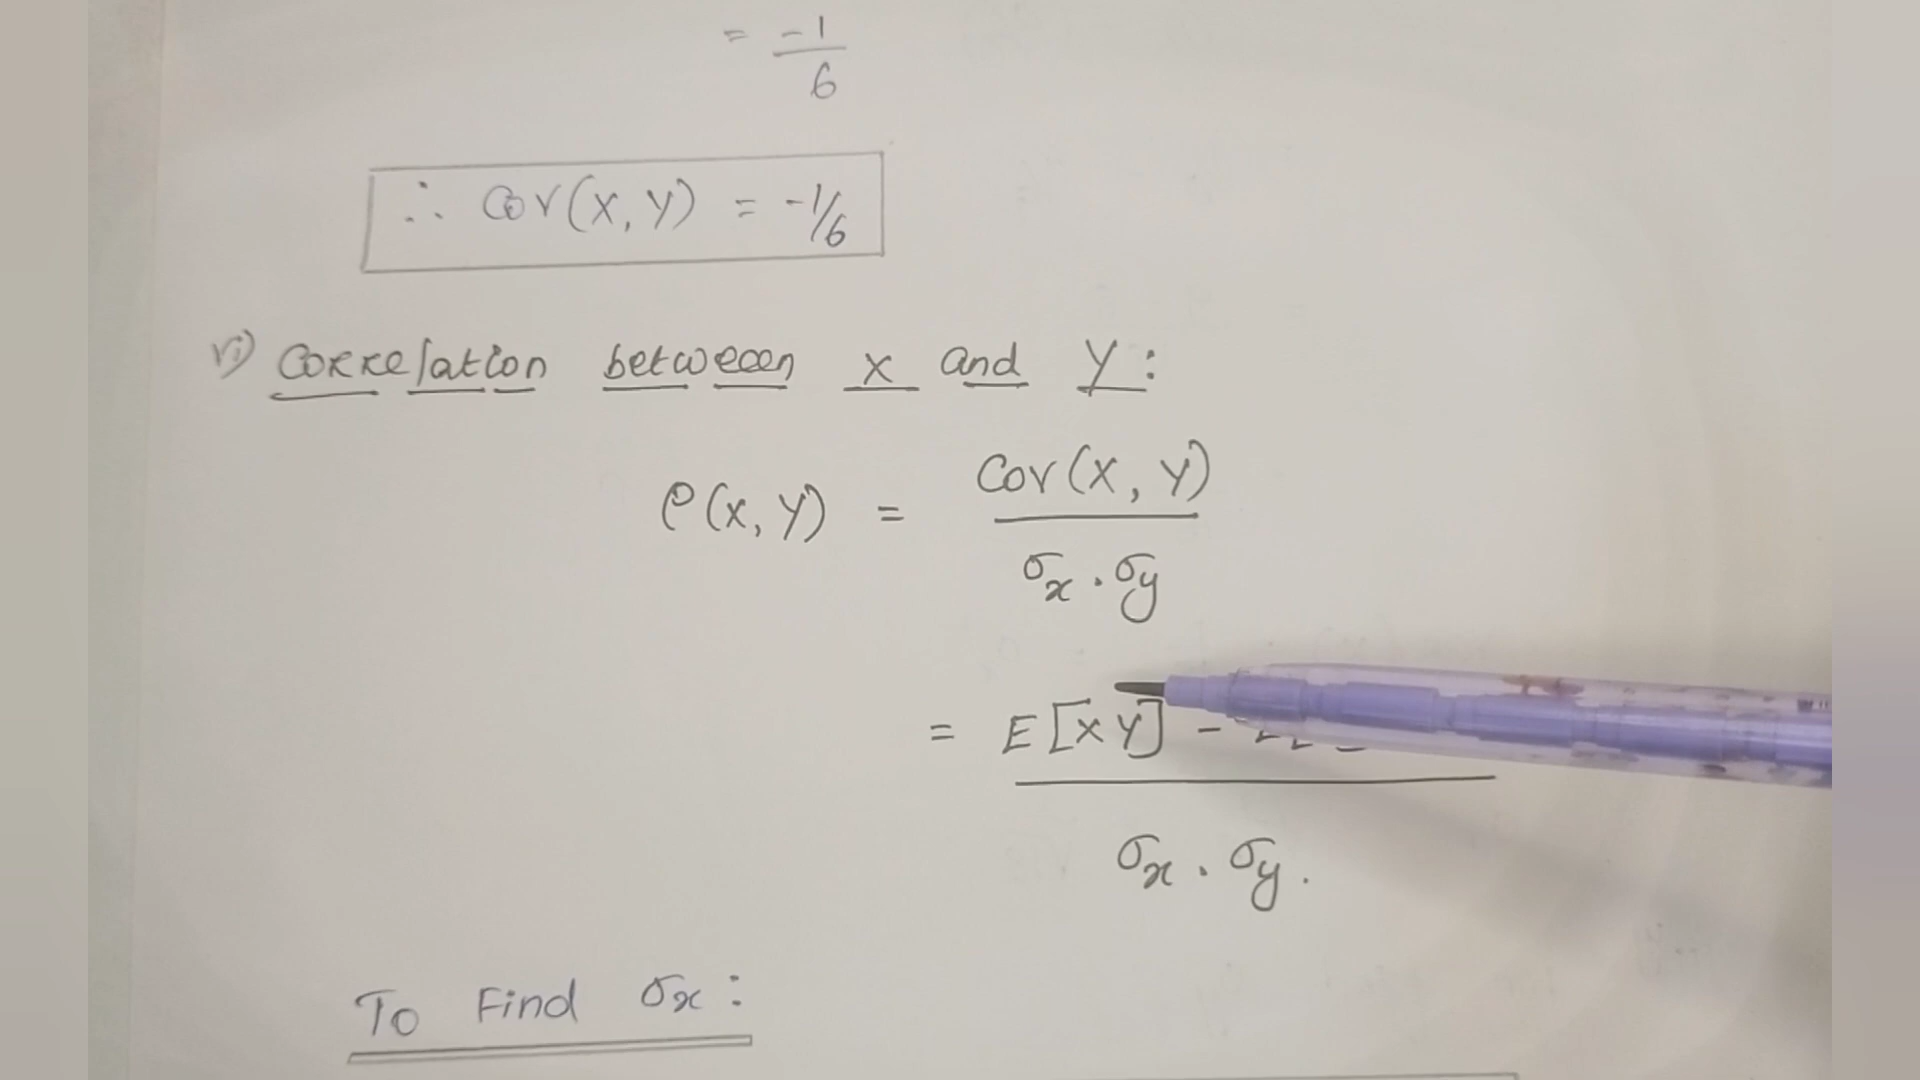 = -1/6
∴ Cov(X, Y) = -1/6
vi) Correlation between X and Y:
ρ(X, Y) = Cov(X, Y) / σx . σy
= E[XY] - / σx . σy.
To Find σx: